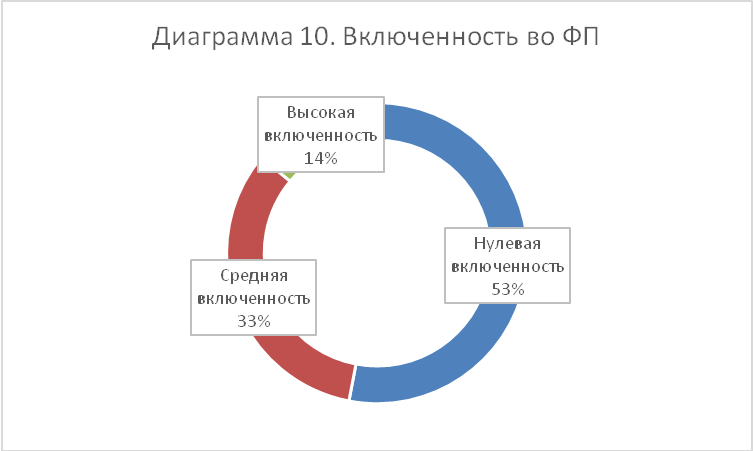 Диаграмма 10. Включенность во ФП
Высокая
включенность
14%
Нулевая
включенность
53%
Средняя
включенность
33%